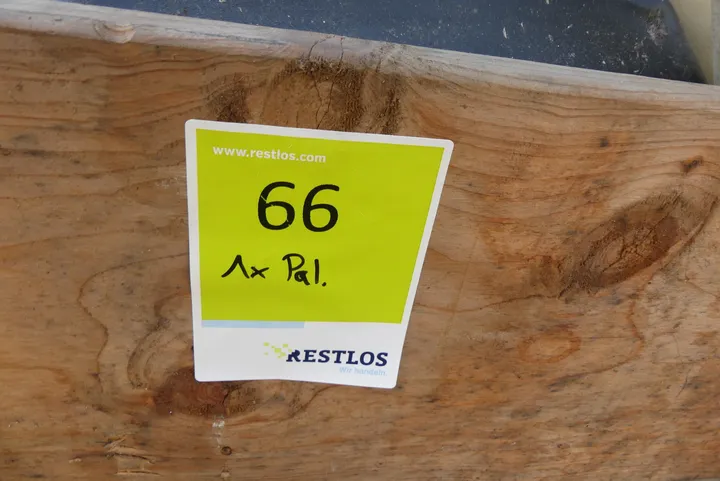 www.restlos.com
66
1x Pal.
RESTLOS
Wir handeln.